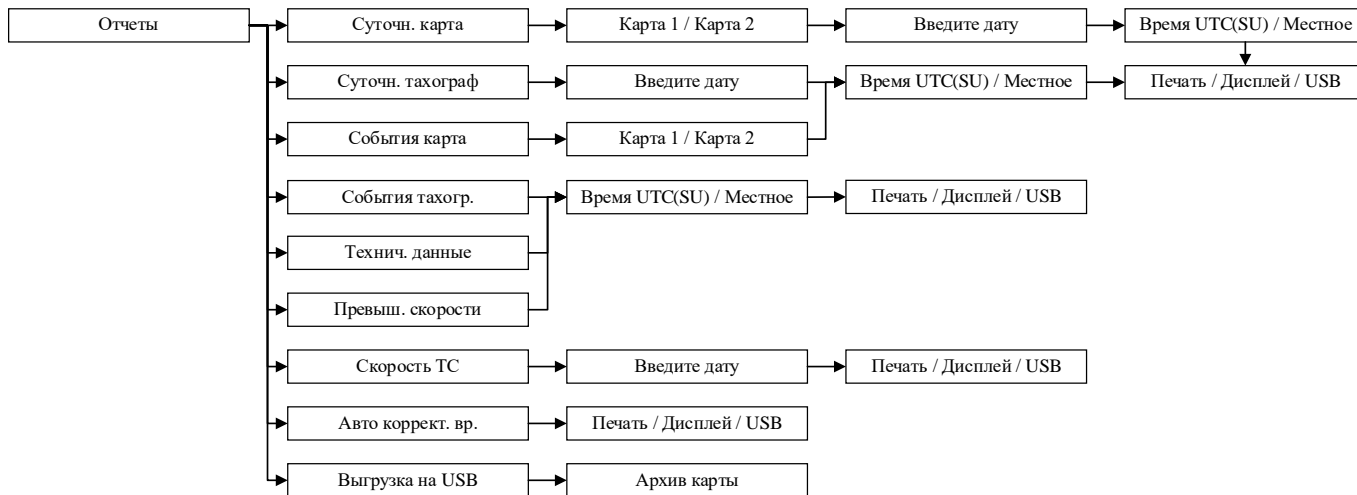 Отчеты
Суточн. карта
Карта 1 / Карта 2
Введите дату
Время UTC(SU) / Местное
Суточн. тахограф
Введите дату
Время UTC(SU) / Местное
Печать / Дисплей / USB
События карта
Карта 1 / Карта 2
События тахогр.
Время UTC(SU) / Местное
Печать / Дисплей / USB
Технич. данные
Превыш. скорости
Скорость ТС
Введите дату
Печать / Дисплей / USB
Авто коррект. вр.
Печать / Дисплей / USB
Выгрузка на USB
Архив карты